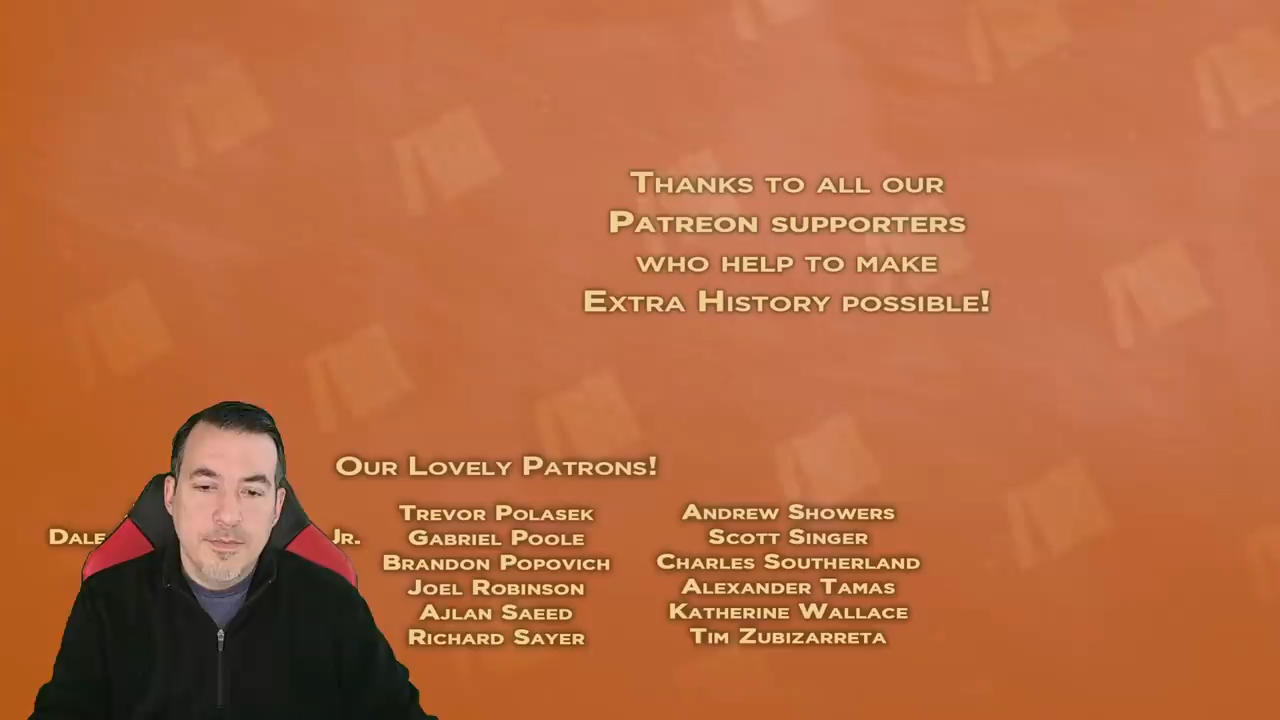 Thanks to all our
Patreon supporters
who help to make
Extra History possible!
Our Lovely Patrons!
Dale
Jr.
Trevor Polasek
Gabriel Poole
Brandon Popovich
Joel Robinson
Ajlan Saeed
Richard Sayer
Andrew Showers
Scott Singer
Charles Southerland
Alexander Tamas
Katherine Wallace
Tim Zubizarreta